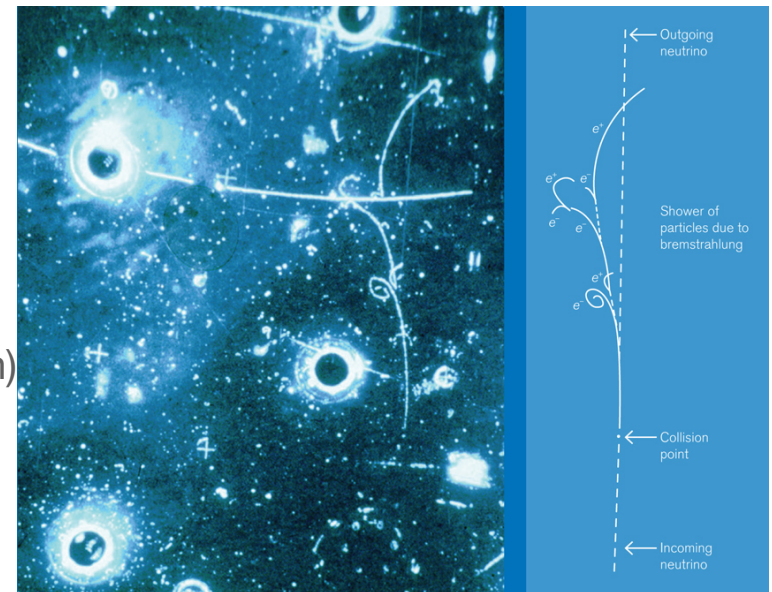 Outgoing
neutrino
e⁺
e⁺
e⁻
Shower of
particles due to
bremstrahlung
e⁻
e⁻
e⁺
e⁻
n)
Collision
point
Incoming
neutrino